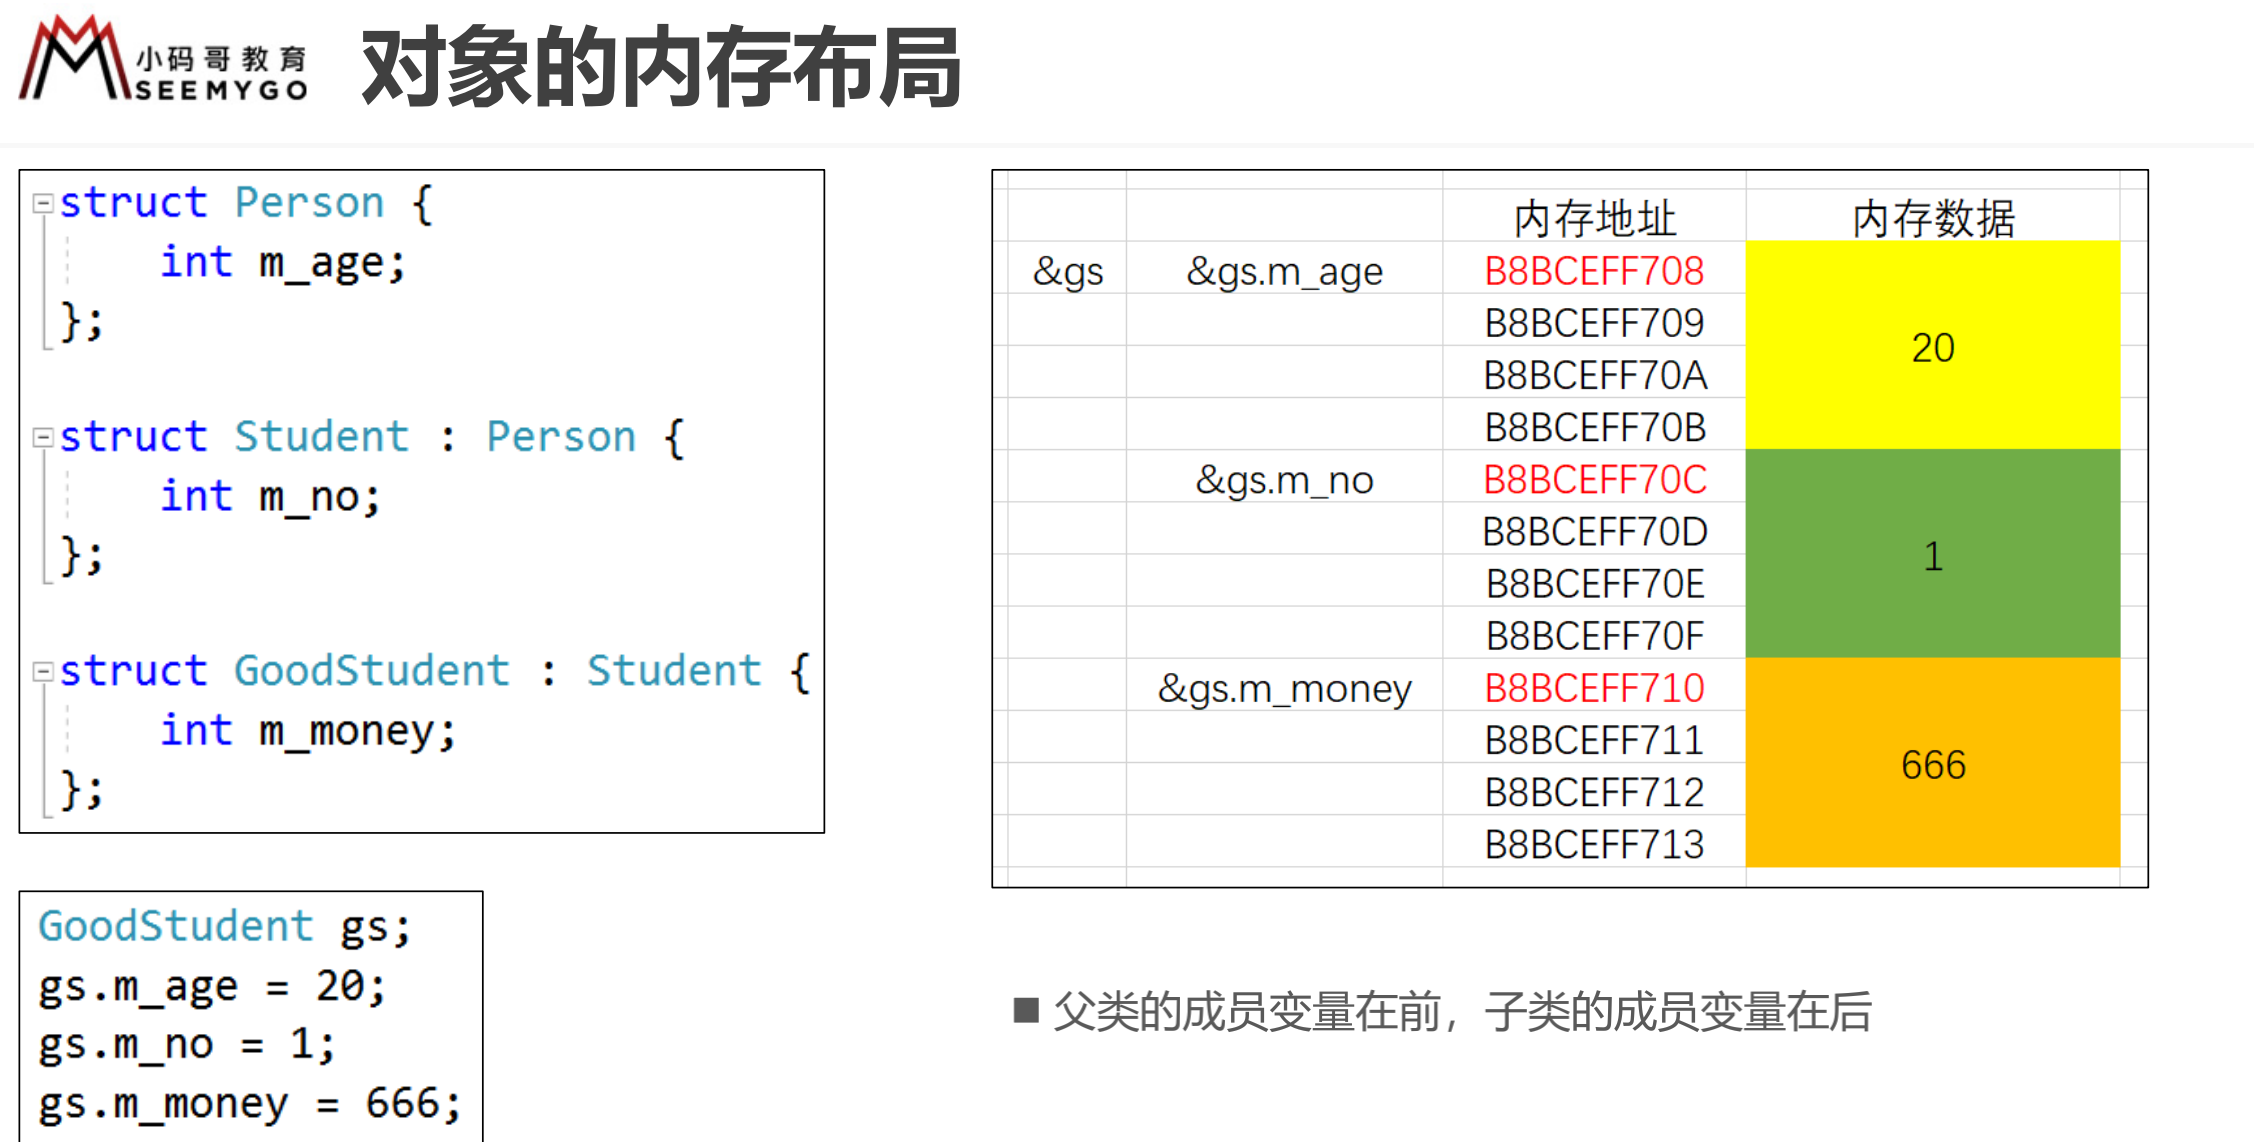 小码哥教育
SEEMYGO
对象的内存布局
struct Person {
    int m_age;
};
struct Student : Person {
    int m_no;
};
struct GoodStudent : Student {
    int m_money;
};
GoodStudent gs;
gs.m_age = 20;
gs.m_no = 1;
gs.m_money = 666;
内存地址 内存数据
&gs &gs.m_age B8BCEFF708
B8BCEFF709
20
B8BCEFF70A
B8BCEFF70B
&gs.m_no B8BCEFF70C
B8BCEFF70D
1
B8BCEFF70E
B8BCEFF70F
&gs.m_money B8BCEFF710
B8BCEFF711
666
B8BCEFF712
B8BCEFF713
■ 父类的成员变量在前，子类的成员变量在后